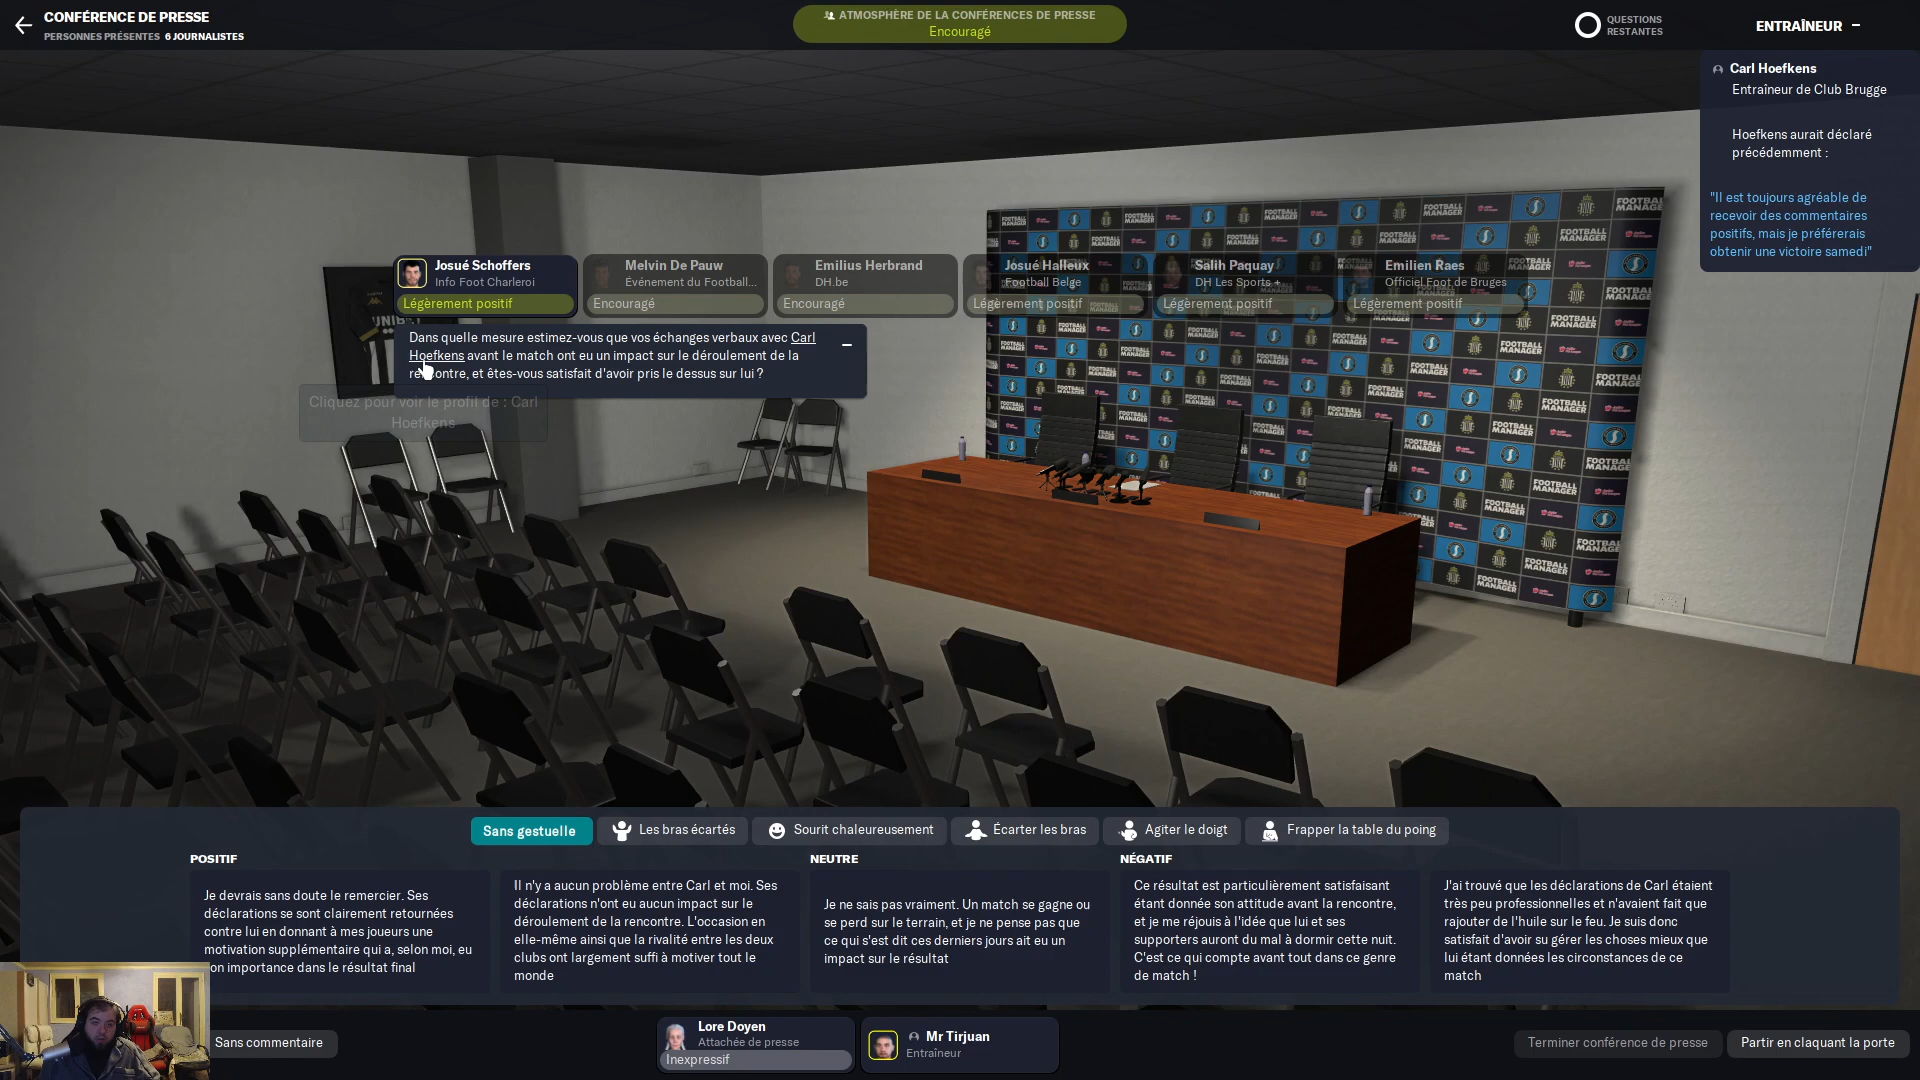 CONFÉRENCE DE PRESSE
PERSONNES PRÉSENTES 6 JOURNALISTES
ATMOSPHÈRE DE LA CONFÉRENCES DE PRESSE
Encouragé
QUESTIONS
RESTANTES
ENTRAÎNEUR
Carl Hoefkens
Entraîneur de Club Brugge
Hoefkens aurait déclaré
précédemment :
"Il est toujours agréable de
recevoir des commentaires
positifs, mais je préférerais
obtenir une victoire samedi"
Josué Schoffers
Info Foot Charleroi
Légèrement positif
Melvin De Pauw
Événement du Football...
Encouragé
Emilius Herbrand
DH.be
Encouragé
Josué Halleux
Football Belge
Légèrement positif
Salih Paquay
DH Les Sports +
Légèrement positif
Emilien Raes
Officiel Foot de Bruges
Légèrement positif
Dans quelle mesure estimez-vous que vos échanges verbaux avec Carl
Hoefkens avant le match ont eu un impact sur le déroulement de la
rencontre, et êtes-vous satisfait d'avoir pris le dessus sur lui ?
Cliquez pour voir le profil de : Carl
Hoefkens
FOOTBALL MANAGER
Sans gestuelle
Les bras écartés
Sourit chaleureusement
Écarter les bras
Agiter le doigt
Frapper la table du poing
POSITIF
Je devrais sans doute le remercier. Ses
déclarations se sont clairement retournées
contre lui en donnant à mes joueurs une
motivation supplémentaire qui a, selon moi, eu
son importance dans le résultat final
Il n'y a aucun problème entre Carl et moi. Ses
déclarations n'ont eu aucun impact sur le
déroulement de la rencontre. L'occasion en
elle-même ainsi que la rivalité entre les deux
clubs ont largement suffi à motiver tout le
monde
NEUTRE
Je ne sais pas vraiment. Un match se gagne ou
se perd sur le terrain, et je ne pense pas que
ce qui s'est dit ces derniers jours ait eu un
impact sur le résultat
NÉGATIF
Ce résultat est particulièrement satisfaisant
étant donnée son attitude avant la rencontre,
et je me réjouis à l'idée que lui et ses
supporters auront du mal à dormir cette nuit.
C'est ce qui compte avant tout dans ce genre
de match !
J'ai trouvé que les déclarations de Carl étaient
très peu professionnelles et n'avaient fait que
rajouter de l'huile sur le feu. Je suis donc
satisfait d'avoir su gérer les choses mieux que
lui étant données les circonstances de ce
match
Sans commentaire
Lore Doyen
Attachée de presse
Inexpressif
Mr Tirjuan
Entraîneur
Terminer conférence de presse
Partir en claquant la porte